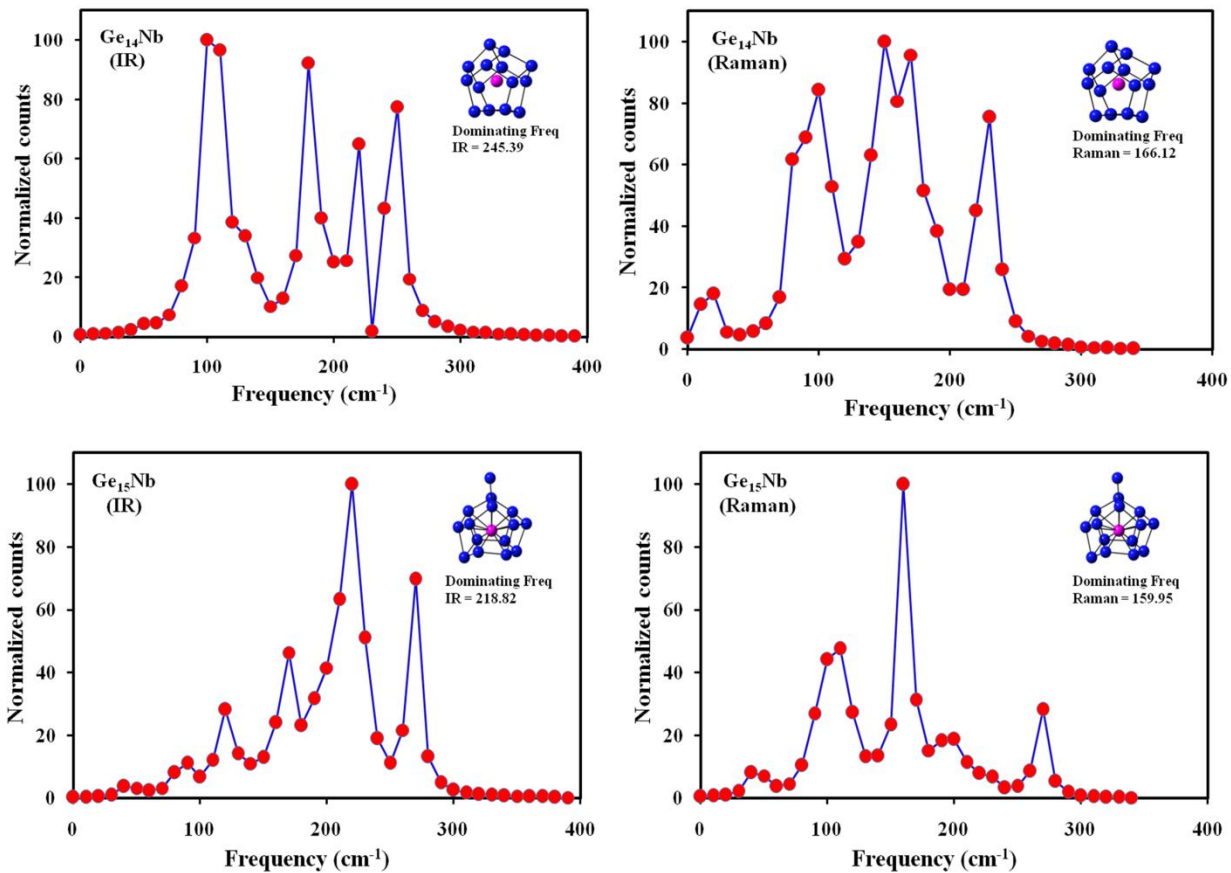 Ge14Nb
(IR)
Dominating Freq
IR = 245.39
Normalized counts
100
80
60
40
20
0
0 100 200 300 400
Frequency (cm-1)
Ge14Nb
(Raman)
Dominating Freq
Raman = 166.12
Normalized counts
100
80
60
40
20
0
0 100 200 300 400
Frequency (cm-1)
Ge15Nb
(IR)
Dominating Freq
IR = 218.82
Normalized counts
100
80
60
40
20
0
0 100 200 300 400
Frequency (cm-1)
Ge15Nb
(Raman)
Dominating Freq
Raman = 159.95
Normalized counts
100
80
60
40
20
0
0 100 200 300 400
Frequency (cm-1)